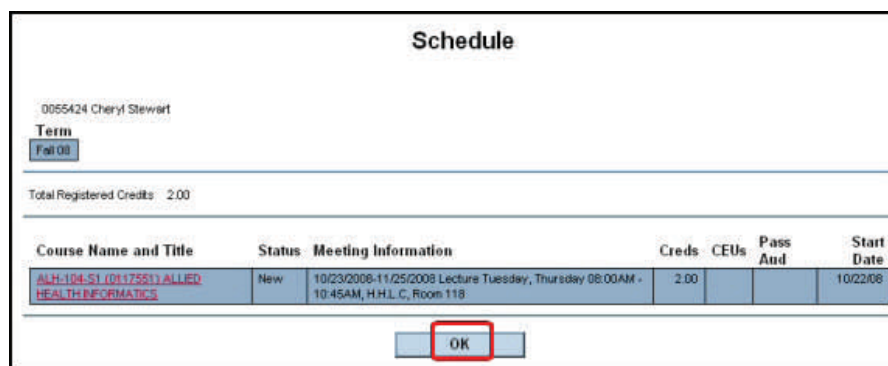 Schedule
0055424 Cheryl Stewart
Term
Fall 08
Total Registered Credits 2.00
Course Name and Title Status Meeting Information Creds CEUs Pass Aud Start Date
ALH-104-S1 (0117551) ALLIED New 10/23/2008-11/25/2008 Lecture Tuesday, Thursday 08:00AM - 2.00 10/22/08
HEALTH INFORMATICS 10:45AM, H.H.L.C, Room 118
OK